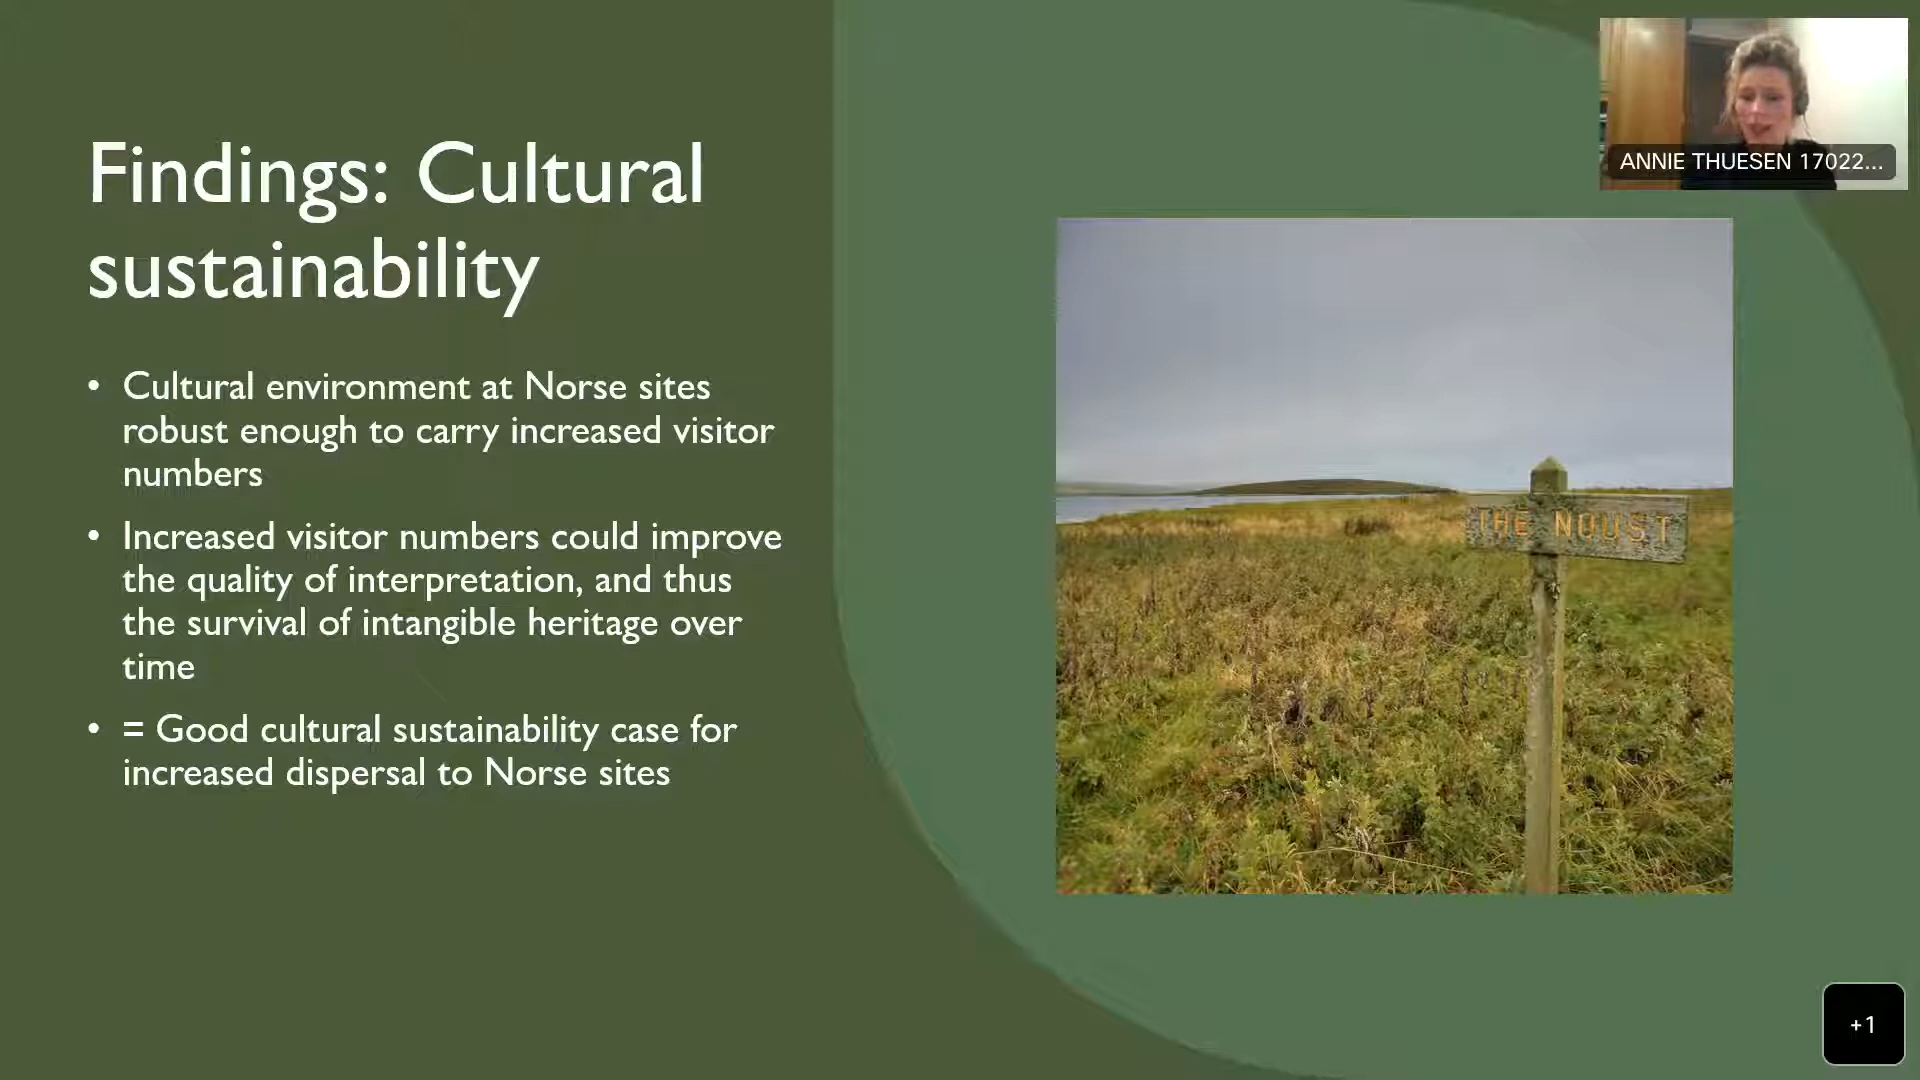 Findings: Cultural
sustainability
• Cultural environment at Norse sites
robust enough to carry increased visitor
numbers
• Increased visitor numbers could improve
the quality of interpretation, and thus
the survival of intangible heritage over
time
• = Good cultural sustainability case for
increased dispersal to Norse sites
ANNIE THUESEN 17022...
THE NOUST
+1